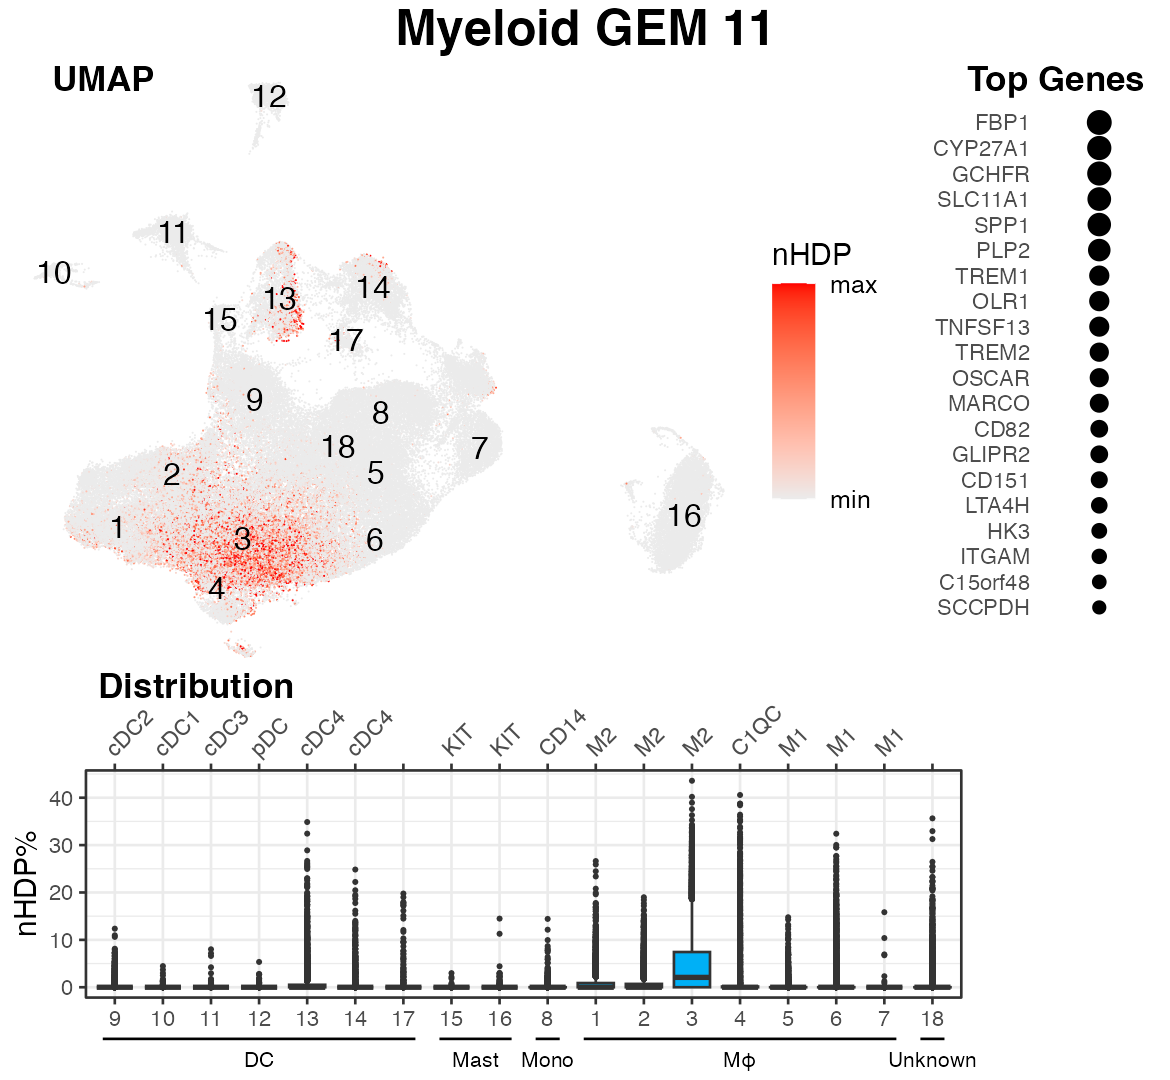 Myeloid GEM 11
UMAP
Top Genes
12
11
10
13
14
15
17
9
8
18
7
5
2
1
3
6
4
16
nHDP
max
min
FBP1
CYP27A1
GCHFR
SLC11A1
SPP1
PLP2
TREM1
OLR1
TNFSF13
TREM2
OSCAR
MARCO
CD82
GLIPR2
CD151
LTA4H
HK3
ITGAM
C15orf48
SCCPDH
Distribution
cDC2 cDC1 cDC3 pDC cDC4 cDC4 KIT KIT CD14 M2 M2 M2 C1QC M1 M1 M1
nHDP%
40
30
20
10
0
9 10 11 12 13 14 17 15 16 8 1 2 3 4 5 6 7 18
DC Mast Mono Mϕ Unknown